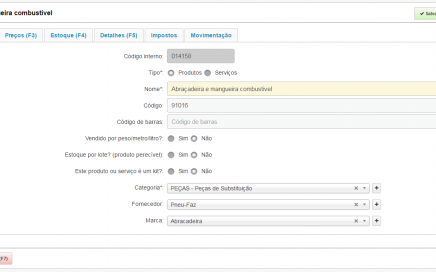 eira combustivel
Preços (F3) Estoque (F4) Detalhes (F5) Impostos Movimentação
Código interno: 014150
Tipo*: Produtos Serviços
Nome*: Abraçadeira e mangueira combustivel
Código: 91016
Código de barras: Código de barras
Vendido por peso/metro/litro?: Sim Não
Estoque por lote? (produto perecível): Sim Não
Este produto ou serviço é um kit?: Sim Não
Categoria*: PEÇAS - Peças de Substituição
Fornecedor: Pneu-Faz
Marca: Abracadeira
F7)